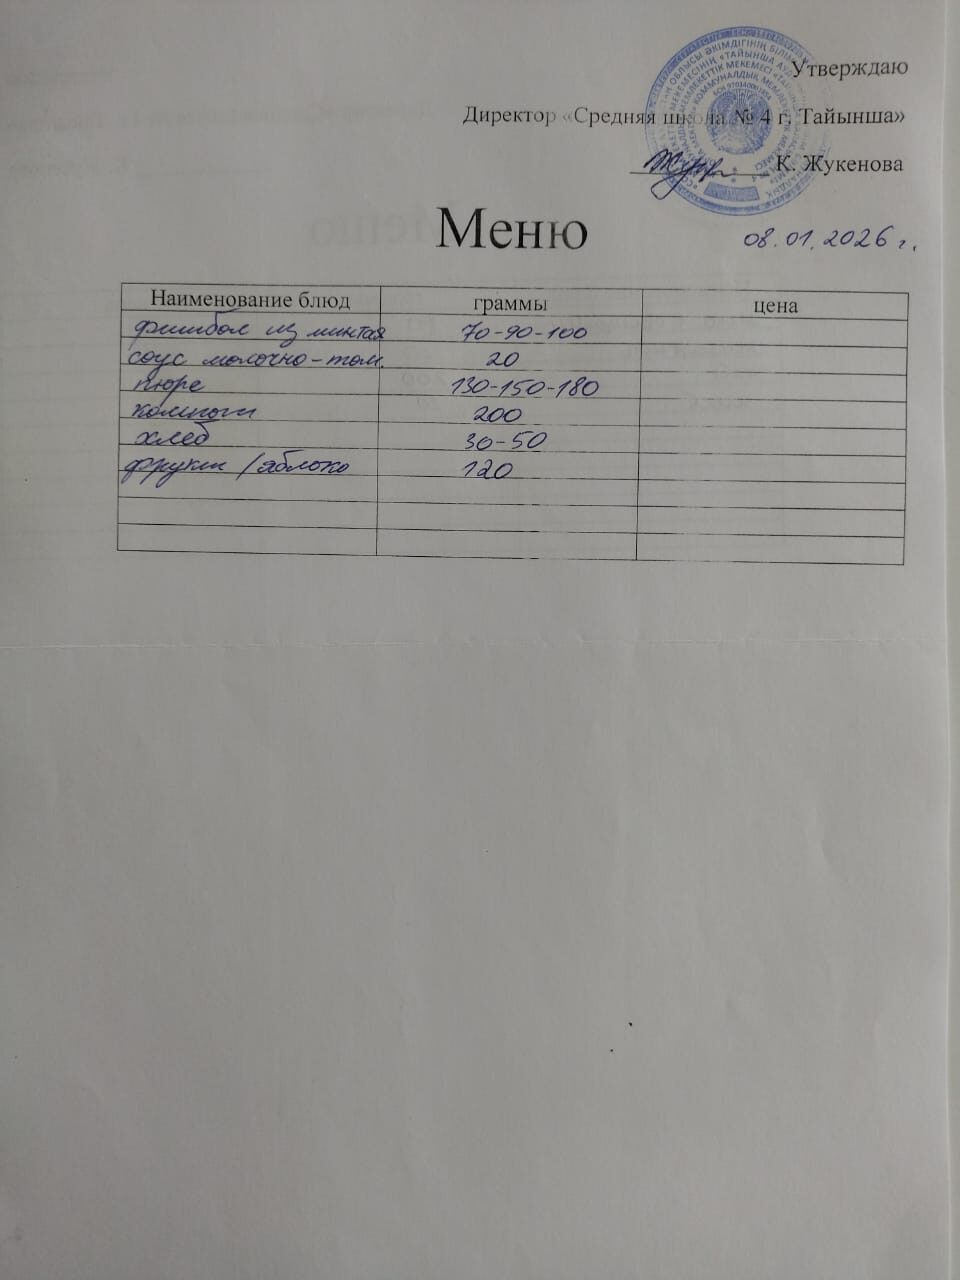 Утверждаю
Директор «Средняя школа № 4 г. Тайынша»
К. Жукенова
Меню
08.01.2026 г.
Наименование блюд граммы цена
фишбол из минтая 70-90-100
соус молочно-том. 20
пюре 130-150-180
компот 200
хлеб 30-50
фрукты /яблоко 120